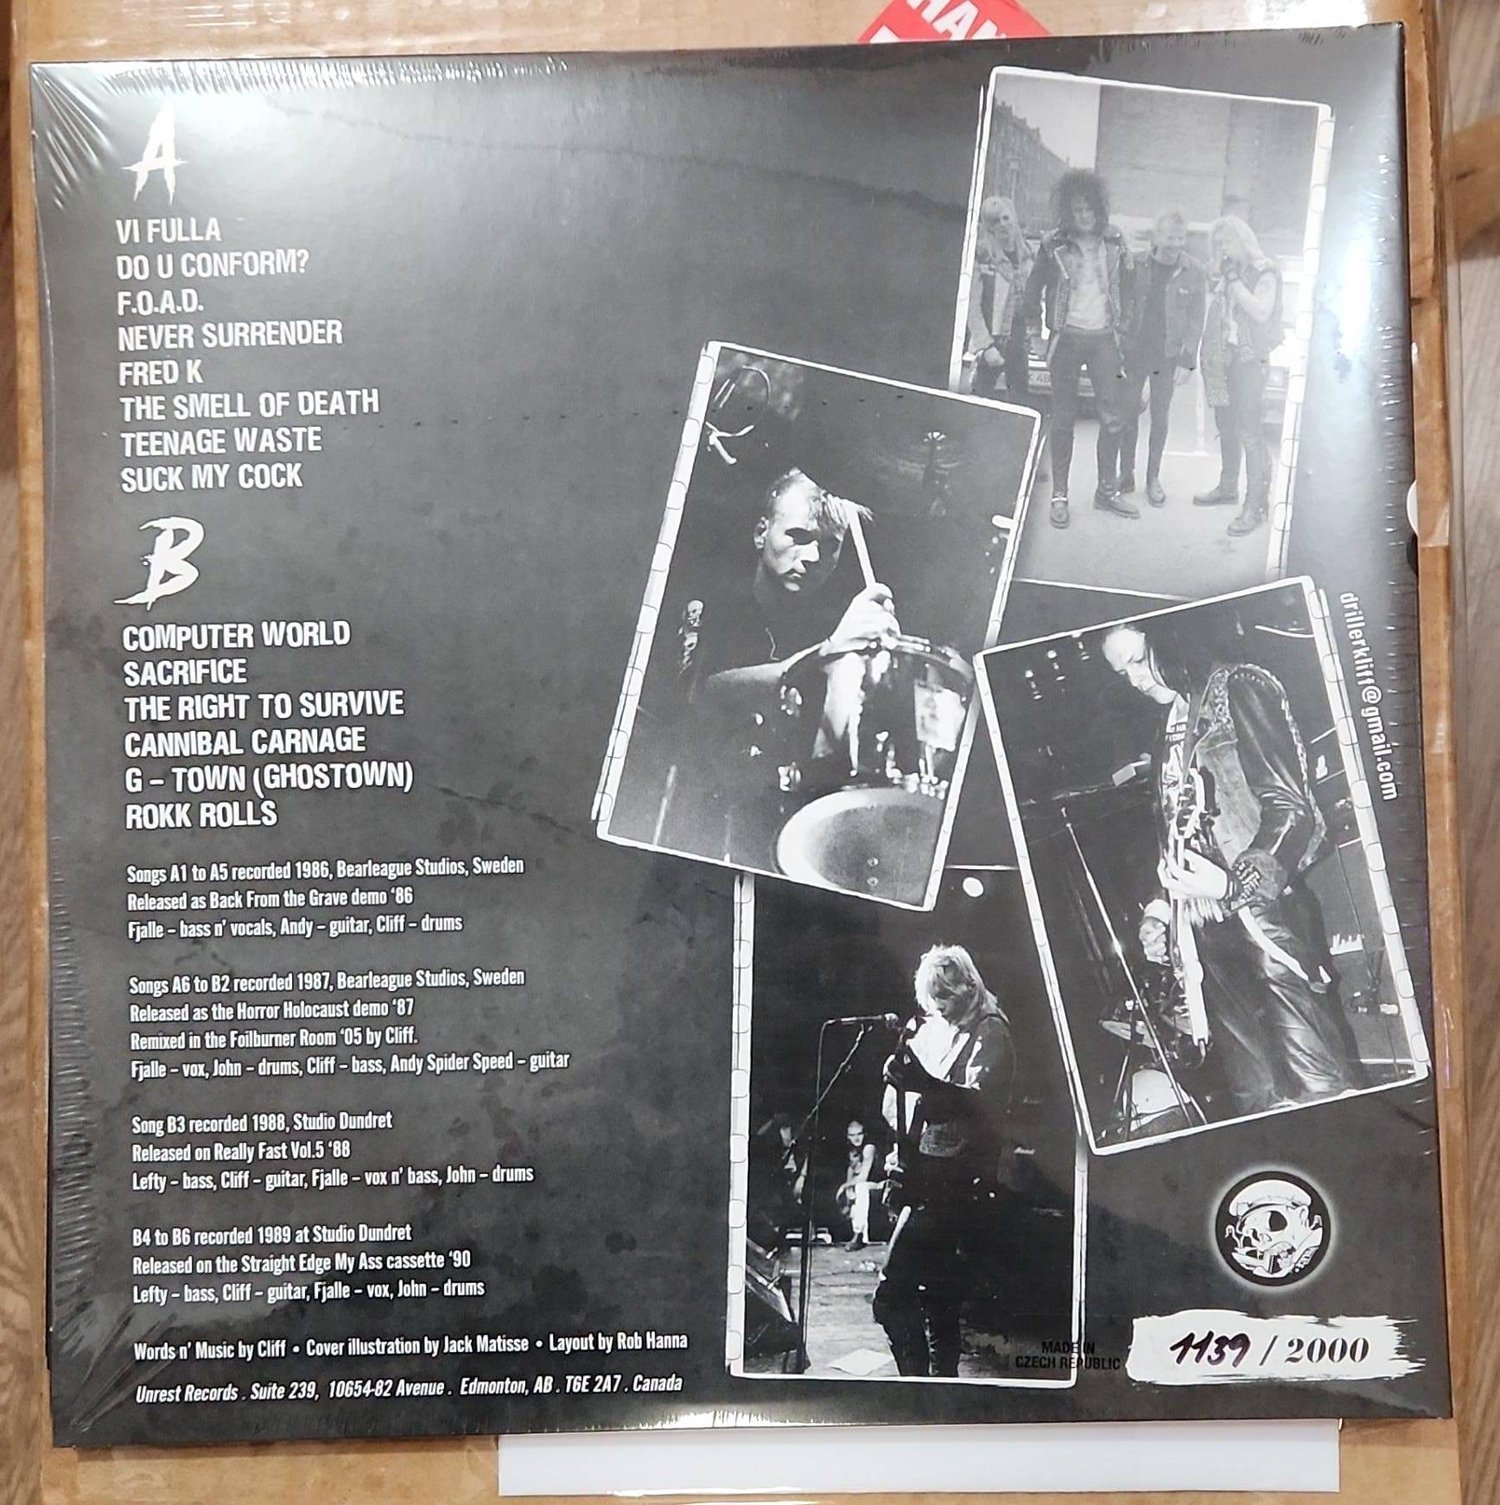 A
VI FULLA
DO U CONFORM?
F.O.A.D.
NEVER SURRENDER
FRED K
THE SMELL OF DEATH
TEENAGE WASTE
SUCK MY COCK
B
COMPUTER WORLD
SACRIFICE
THE RIGHT TO SURVIVE
CANNIBAL CARNAGE
G – TOWN (GHOSTOWN)
ROKK ROLLS
Songs A1 to A5 recorded 1986, Bearleague Studios, Sweden
Released as Back From the Grave demo ‘86
Fjalle – bass n’ vocals, Andy – guitar, Cliff – drums
Songs A6 to B2 recorded 1987, Bearleague Studios, Sweden
Released as the Horror Holocaust demo ‘87
Remixed in the Foilburner Room ‘05 by Cliff.
Fjalle – vox, John – drums, Cliff – bass, Andy Spider Speed – guitar
Song B3 recorded 1988, Studio Dundret
Released on Really Fast Vol.5 ‘88
Lefty – bass, Cliff – guitar, Fjalle – vox n’ bass, John – drums
B4 to B6 recorded 1989 at Studio Dundret
Released on the Straight Edge My Ass cassette ‘90
Lefty – bass, Cliff – guitar, Fjalle – vox, John – drums
Words n’ Music by Cliff • Cover illustration by Jack Matisse • Layout by Rob Hanna
Unrest Records . Suite 239, 10654-82 Avenue . Edmonton, AB . T6E 2A7 . Canada
drillerkliff@gmail.com
MADE IN
CZECH REPUBLIC
1139 / 2000